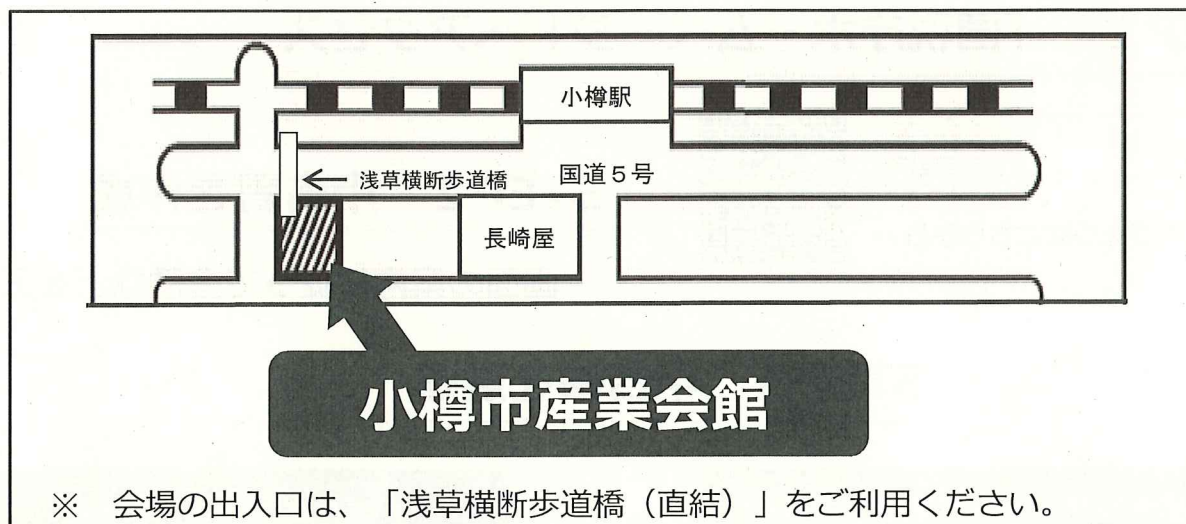 小樽駅
浅草横断歩道橋
国道5号
長崎屋
小樽市産業会館
※ 会場の出入口は、「浅草横断歩道橋(直結)」をご利用ください。